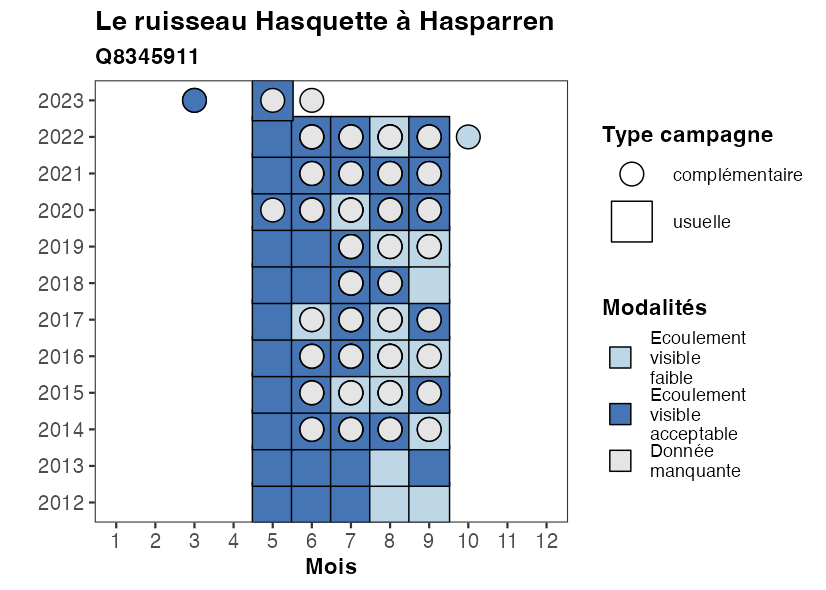 Le ruisseau Hasquette à Hasparren
Q8345911
2023
2022
2021
2020
2019
2018
2017
2016
2015
2014
2013
2012
1 2 3 4 5 6 7 8 9 10 11 12
Mois
Type campagne
complémentaire
usuelle
Modalités
Ecoulement
visible
faible
Ecoulement
visible
acceptable
Donnée
manquante